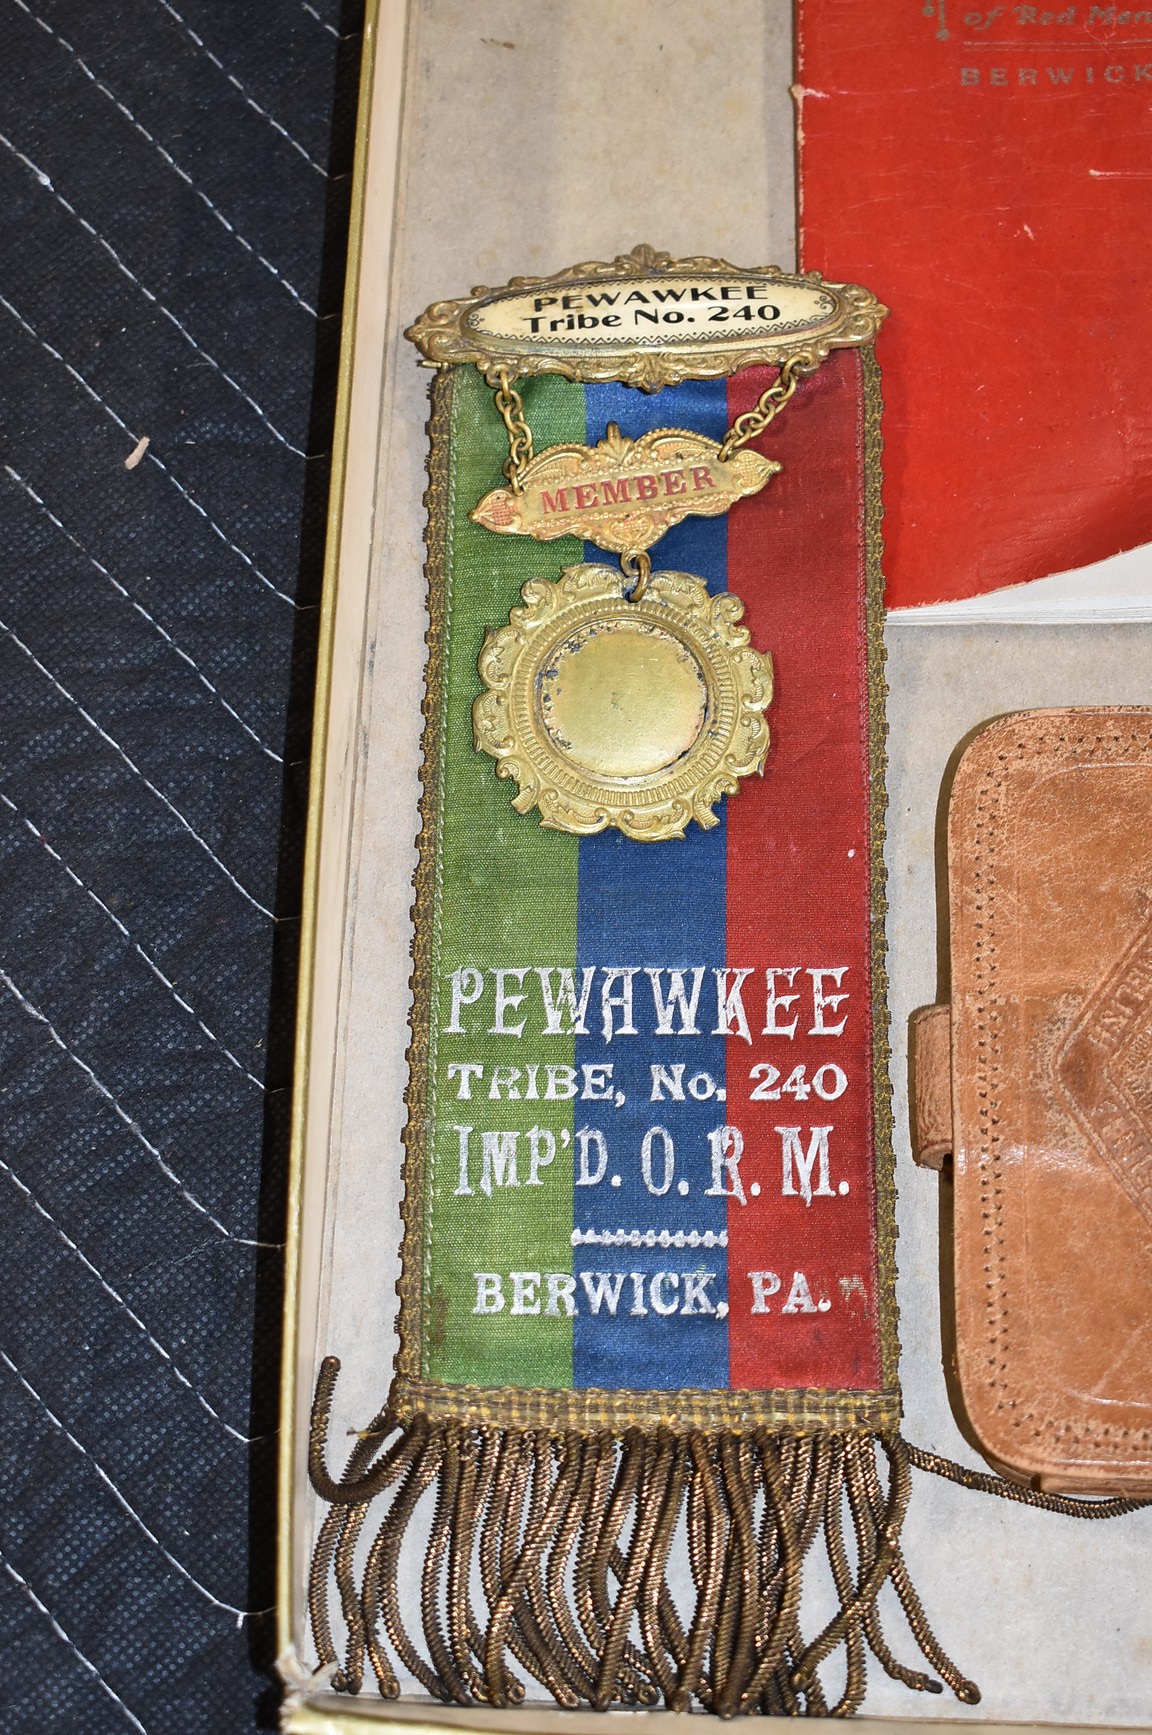 of Red Men
BERWICK
PEWAWKEE
Tribe No. 240
MEMBER
PEWAWKEE
TRIBE, No. 240
IMP'D. O. R. M.
BERWICK, PA.